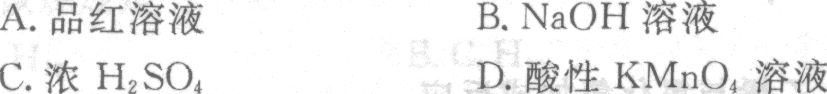 A. 品红溶液 B. NaOH 溶液
C. 浓 H₂SO₄ D. 酸性 KMnO₄ 溶液